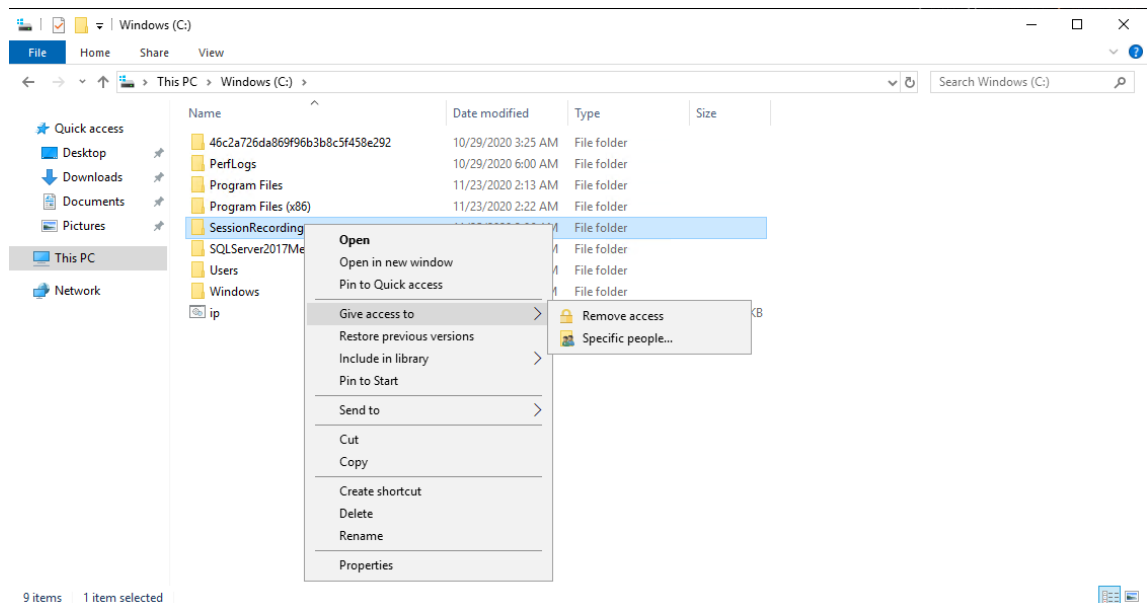 Windows (C:)
File Home Share View
This PC Windows (C:) Search Windows (C:)
Name Date modified Type Size
Quick access
Desktop
Downloads
Documents
Pictures
This PC
Network
46c2a726da869f96b3b8c5f458e292 10/29/2020 3:25 AM File folder
PerfLogs 10/29/2020 6:00 AM File folder
Program Files 11/23/2020 2:13 AM File folder
Program Files (x86) 11/23/2020 2:22 AM File folder
SessionRecording File folder
SQLServer2017Me File folder
Users File folder
Windows File folder
ip KB
Open
Open in new window
Pin to Quick access
Give access to
Restore previous versions
Include in library
Pin to Start
Send to
Cut
Copy
Create shortcut
Delete
Rename
Properties
Remove access
Specific people...
9 items 1 item selected